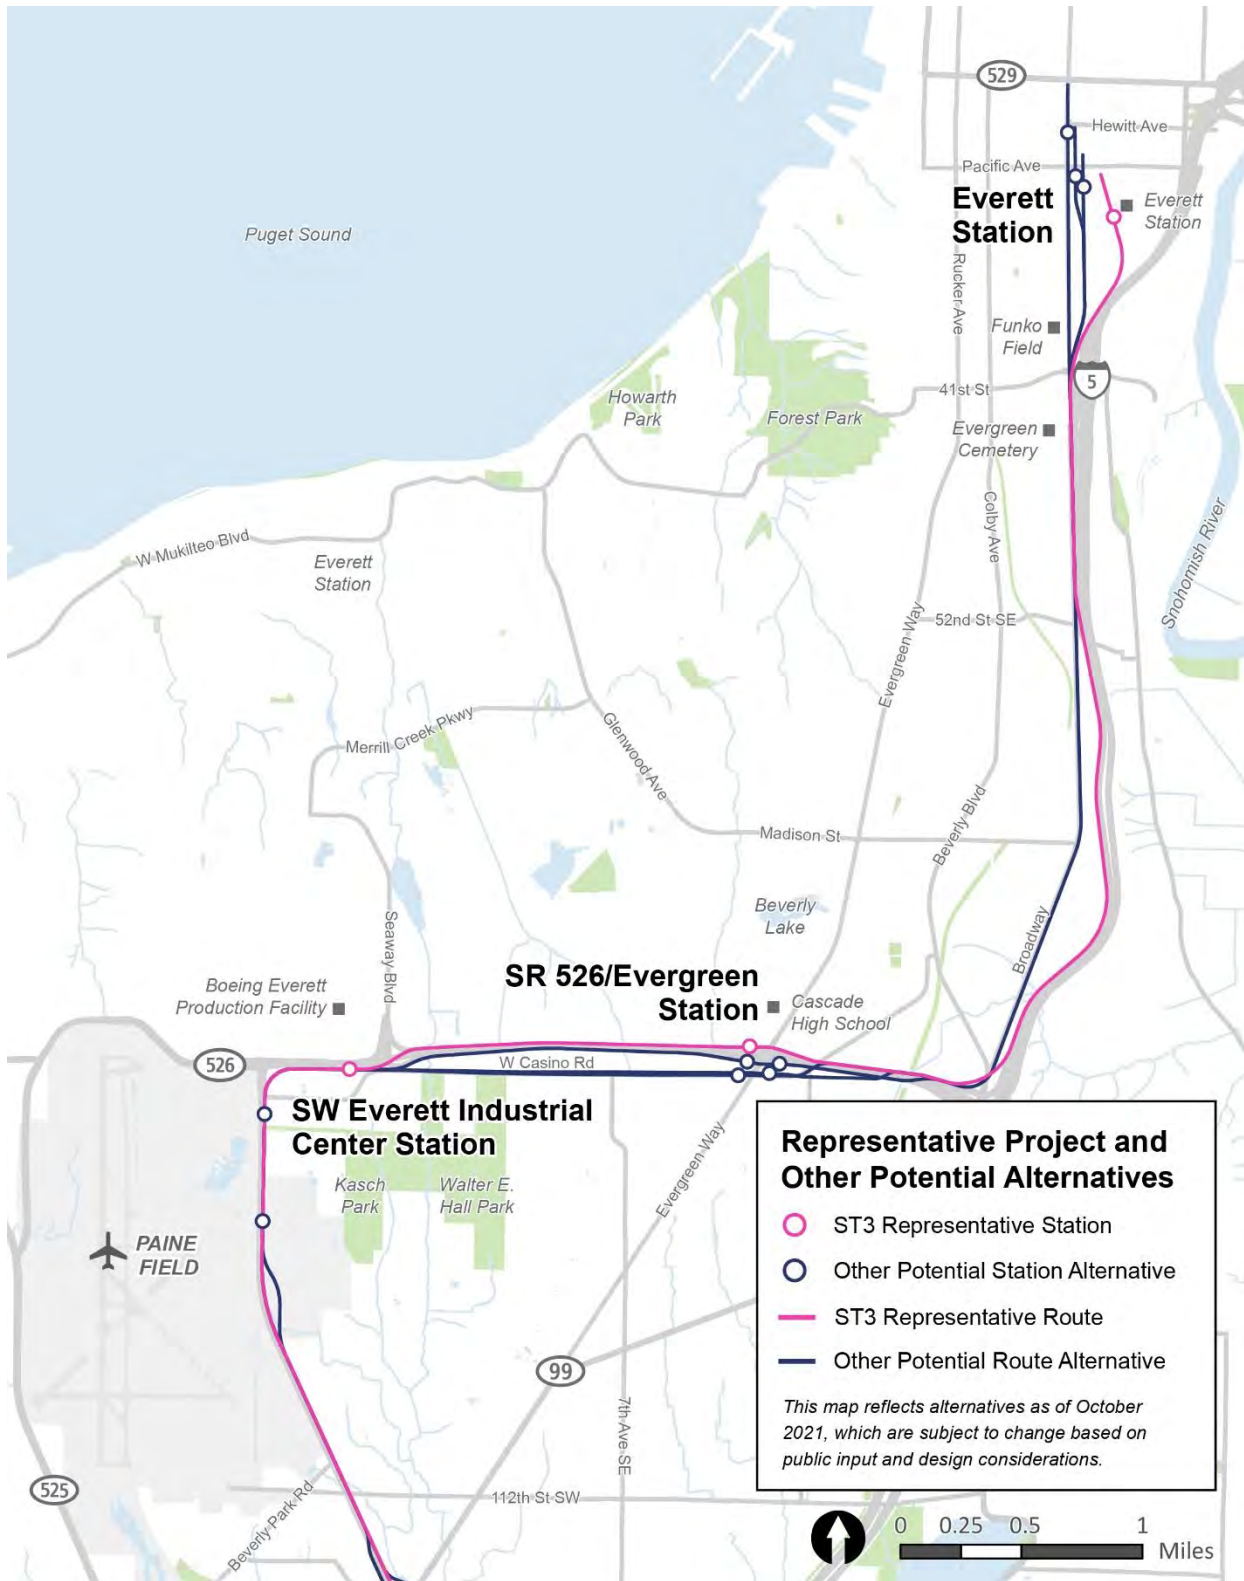 529
Hewitt Ave
Pacific Ave
Everett
Station
Everett
Station
Puget Sound
Rucker Ave
Funko
Field
5
41st St
Howarth
Park
Forest Park
Evergreen
Cemetery
Colby Ave
Snohomish River
W Mukilteo Blvd
Everett
Station
Evergreen Way
52nd St SE
Merrill Creek Pkwy
Glenwood Ave
Madison St
Beverly Blvd
Beverly
Lake
Broadway
Seaway Blvd
SR 526/Evergreen
Station
Boeing Everett
Production Facility
Cascade
High School
526
W Casino Rd
SW Everett Industrial
Center Station
Kasch
Park
Walter E.
Hall Park
Evergreen Way
PAINE
FIELD
99
7th Ave SE
525
Beverly Park Rd
112th St SW
Representative Project and
Other Potential Alternatives
ST3 Representative Station
Other Potential Station Alternative
ST3 Representative Route
Other Potential Route Alternative
This map reflects alternatives as of October
2021, which are subject to change based on
public input and design considerations.
0 0.25 0.5 1
Miles